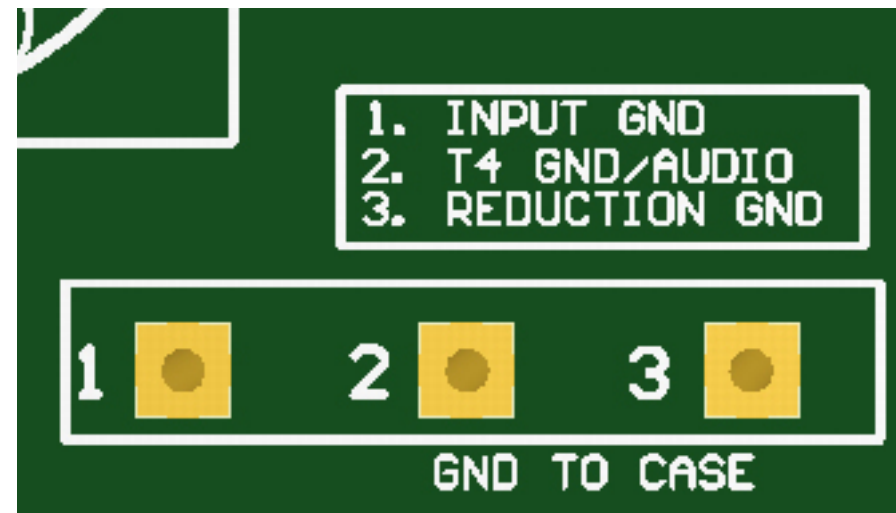 1. INPUT GND
2. T4 GND/AUDIO
3. REDUCTION GND
1 2 3
GND TO CASE